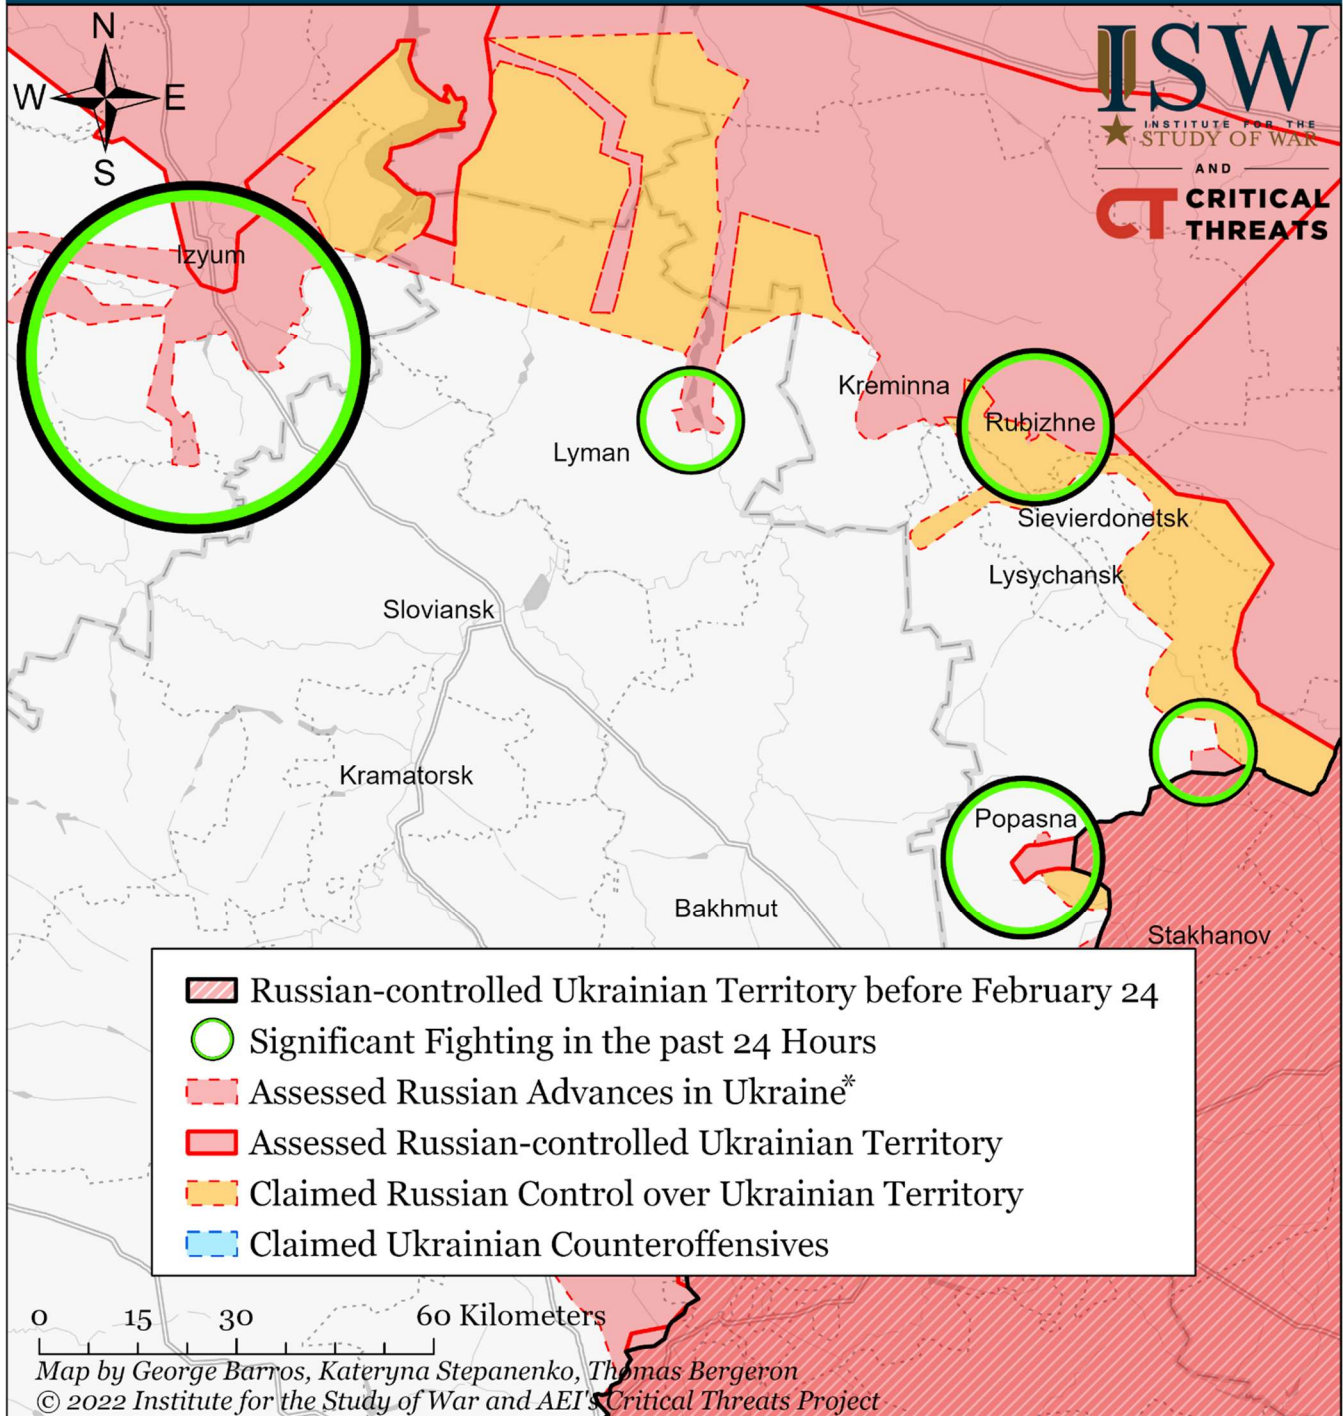 N
W E
S
ISW
INSTITUTE FOR THE
STUDY OF WAR
AND
CT CRITICAL
THREATS
Izyum
Kreminna
Rubizhne
Lyman
Sievierdonetsk
Lysychansk
Sloviansk
Kramatorsk
Popasna
Bakhmut
Stakhanov
Russian-controlled Ukrainian Territory before February 24
Significant Fighting in the past 24 Hours
Assessed Russian Advances in Ukraine*
Assessed Russian-controlled Ukrainian Territory
Claimed Russian Control over Ukrainian Territory
Claimed Ukrainian Counteroffensives
0 15 30 60 Kilometers
Map by George Barros, Kateryna Stepanenko, Thomas Bergeron
© 2022 Institute for the Study of War and AEI's Critical Threats Project